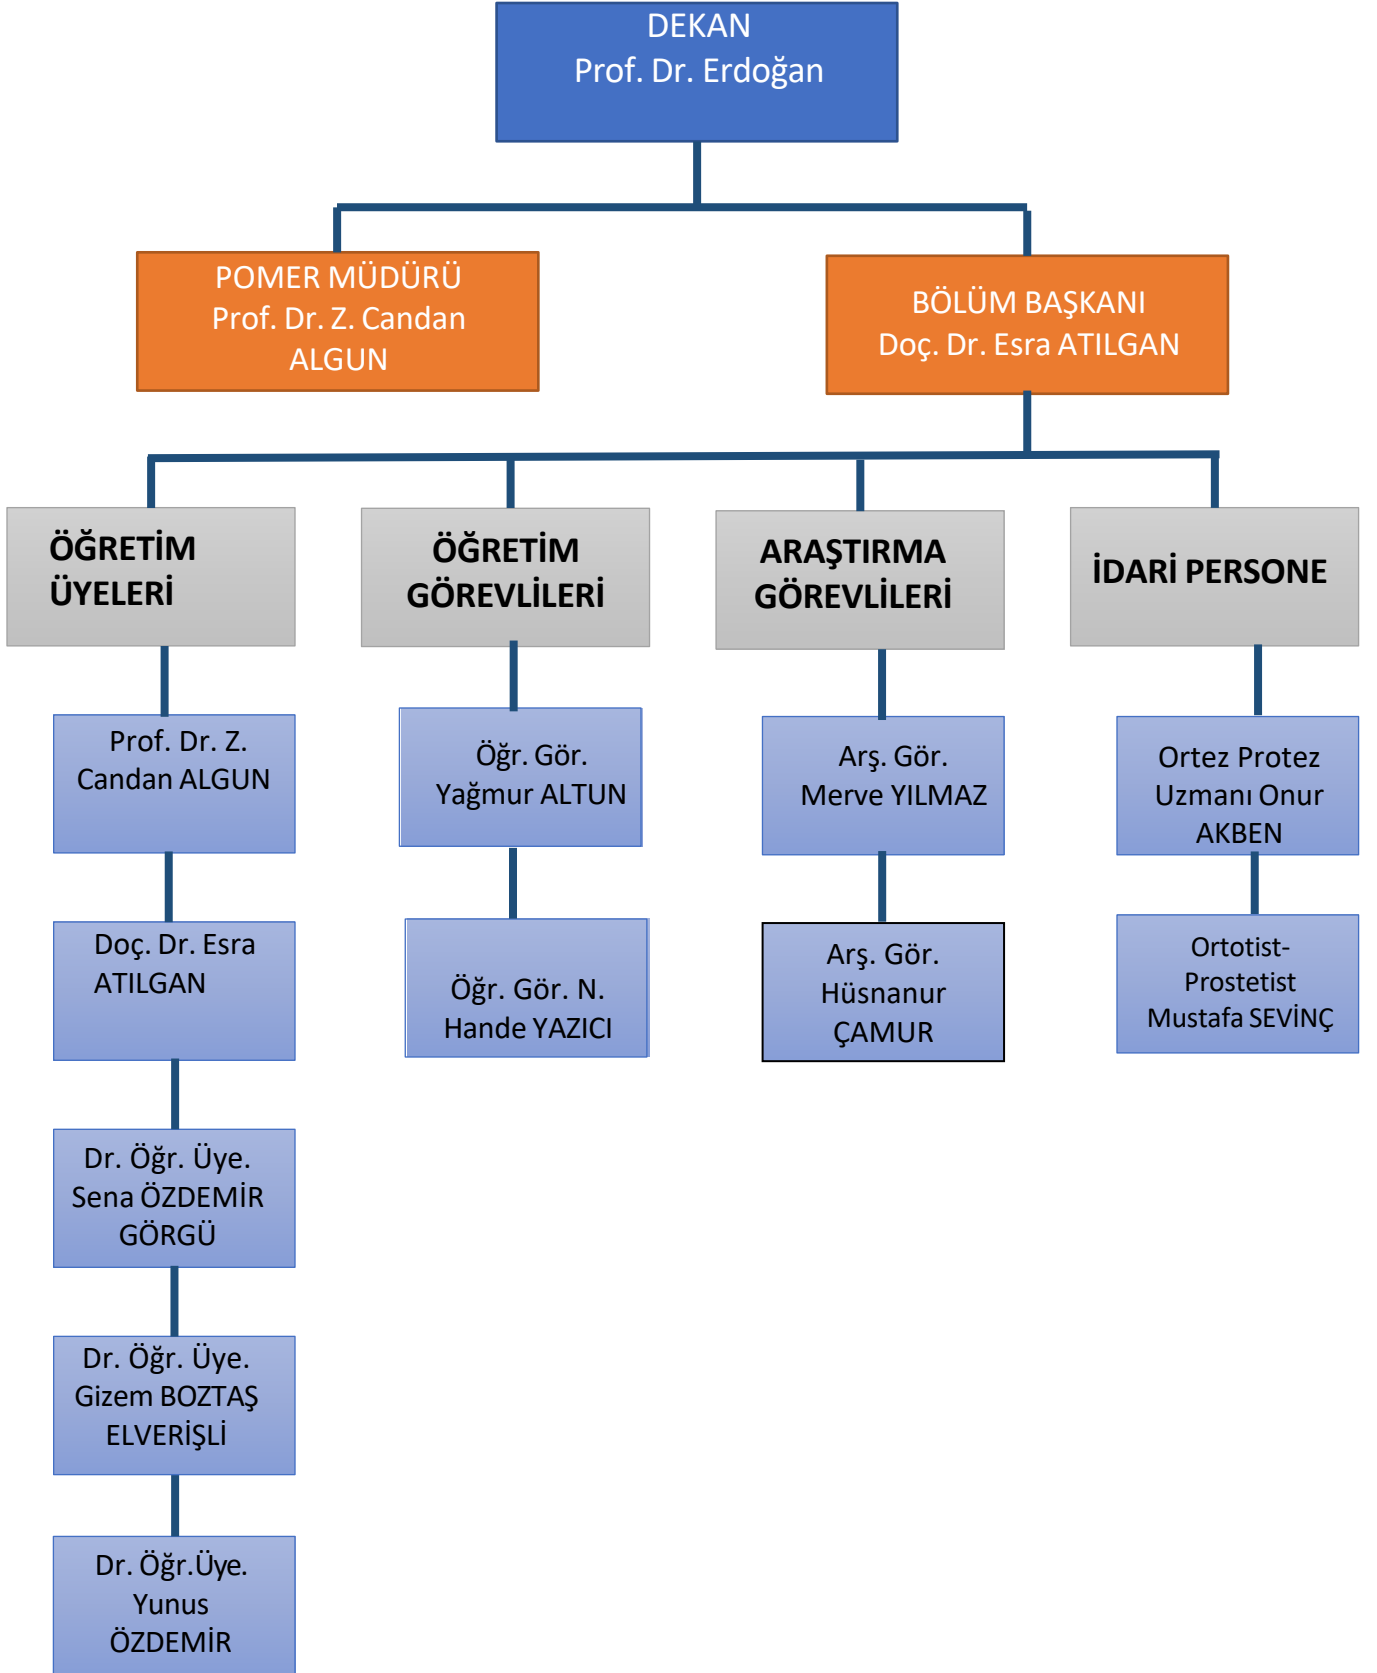 DEKAN
Prof. Dr. Erdoğan
POMER MÜDÜRÜ
Prof. Dr. Z. Candan
ALGUN
BÖLÜM BAŞKANI
Doç. Dr. Esra ATILGAN
ÖĞRETİM
ÜYELERİ
ÖĞRETİM
GÖREVLİLERİ
ARAŞTIRMA
GÖREVLİLERİ
İDARİ PERSONE
Prof. Dr. Z.
Candan ALGUN
Öğr. Gör.
Yağmur ALTUN
Arş. Gör.
Merve YILMAZ
Ortez Protez
Uzmanı Onur
AKBEN
Doç. Dr. Esra
ATILGAN
Öğr. Gör. N.
Hande YAZICI
Arş. Gör.
Hüsnanur
ÇAMUR
Ortotist-
Prostetist
Mustafa SEVİNÇ
Dr. Öğr. Üye.
Sena ÖZDEMİR
GÖRGÜ
Dr. Öğr. Üye.
Gizem BOZTAŞ
ELVERİŞLİ
Dr. Öğr.Üye.
Yunus
ÖZDEMİR